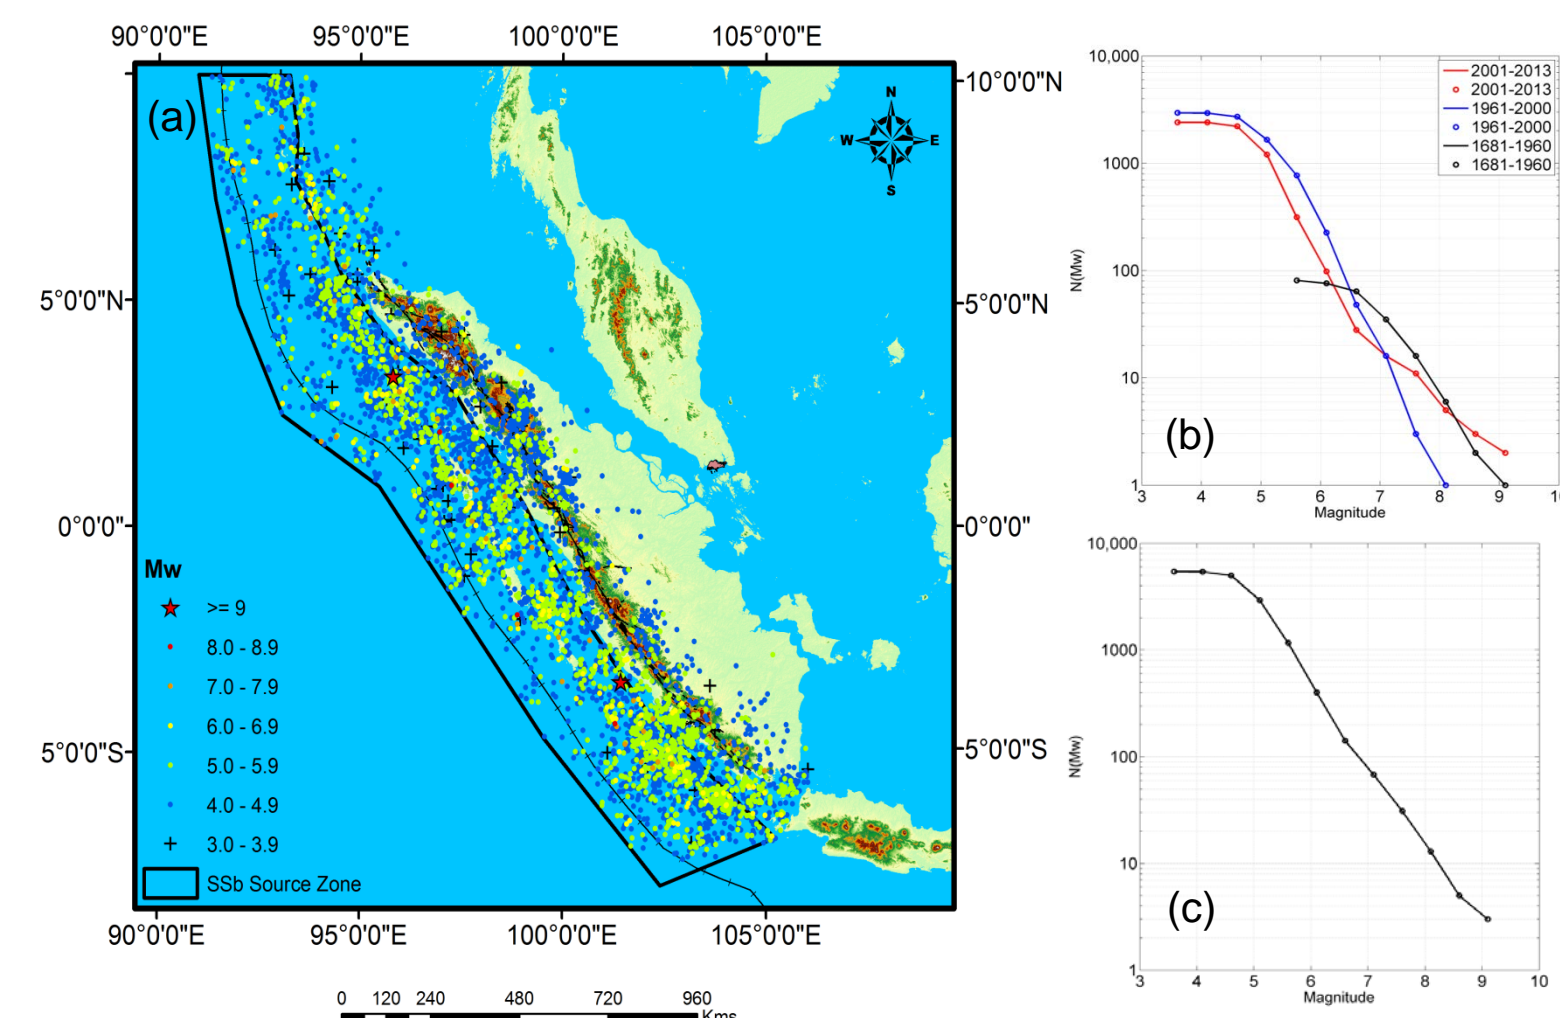 90°0'0"E 95°0'0"E 100°0'0"E 105°0'0"E
(a)
N
W E
S
10°0'0"N
5°0'0"N 5°0'0"N
0°0'0" 0°0'0"
5°0'0"S 5°0'0"S
Mw
>= 9
8.0 - 8.9
7.0 - 7.9
6.0 - 6.9
5.0 - 5.9
4.0 - 4.9
3.0 - 3.9
SSb Source Zone
90°0'0"E 95°0'0"E 100°0'0"E 105°0'0"E
0 120 240 480 720 960
Kms
10,000
1000
100
10
1
N(Mw)
2001-2013
2001-2013
1961-2000
1961-2000
1681-1960
1681-1960
(b)
3 4 5 6 7 8 9 10
Magnitude
10,000
1000
100
10
1
N(Mw)
(c)
3 4 5 6 7 8 9 10
Magnitude